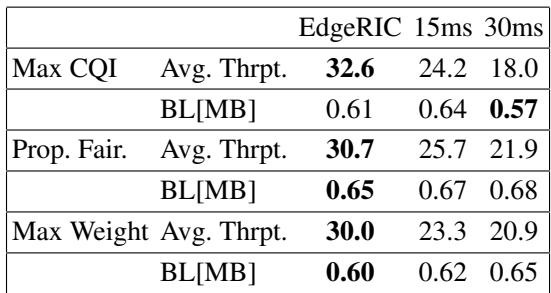 EdgeRIC 15ms 30ms
Max CQI Avg. Thrpt. 32.6 24.2 18.0
BL[MB] 0.61 0.64 0.57
Prop. Fair. Avg. Thrpt. 30.7 25.7 21.9
BL[MB] 0.65 0.67 0.68
Max Weight Avg. Thrpt. 30.0 23.3 20.9
BL[MB] 0.60 0.62 0.65